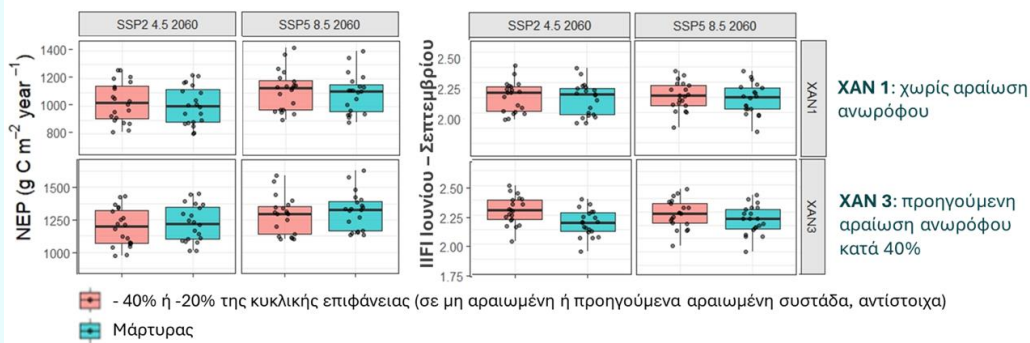 SSP2 4.5 2060
SSP5 8.5 2060
NEP (g C m⁻² year⁻¹)
1400
1200
1000
800
1500
1250
1000
SSP2 4.5 2060
SSP5 8.5 2060
IIFI Ιουνίου – Σεπτεμβρίου
2.50
2.25
2.00
XAN1
2.50
2.25
2.00
1.75
XAN3
XAN 1: χωρίς αραίωση
ανωρόφου
XAN 3: προηγούμενη
αραίωση ανωρόφου
κατά 40%
- 40% ή -20% της κυκλικής επιφάνειας (σε μη αραιωμένη ή προηγούμενα αραιωμένη συστάδα, αντίστοιχα)
Μάρτυρας